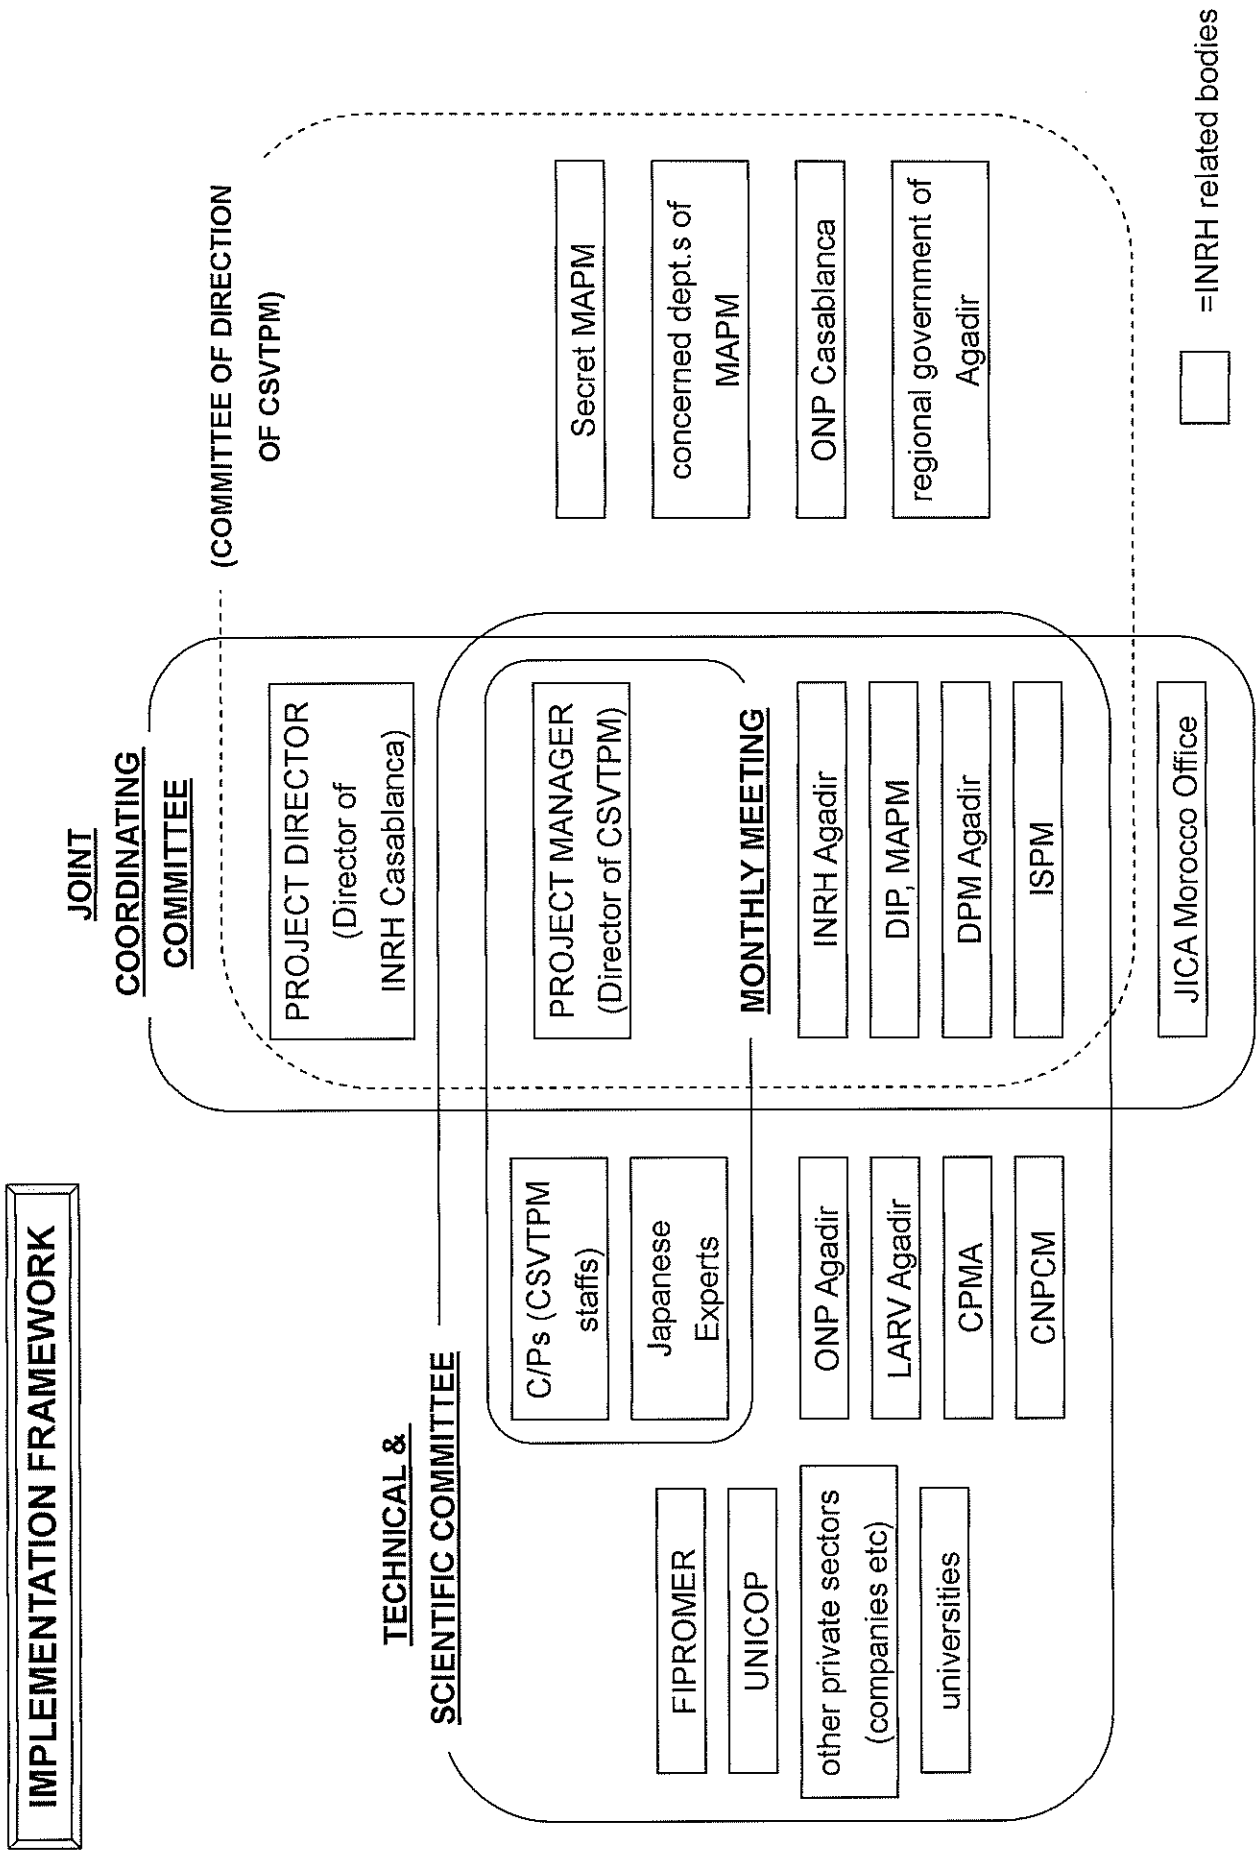 IMPLEMENTATION FRAMEWORK
JOINT
COORDINATING
COMMITTEE
(COMMITTEE OF DIRECTION
OF CSVTPM)
TECHNICAL &
SCIENTIFIC COMMITTEE
PROJECT DIRECTOR
(Director of
INRH Casablanca)
C/Ps (CSVTPM
staffs)
Japanese
Experts
PROJECT MANAGER
(Director of CSVTPM)
MONTHLY MEETING
FIPROMER
UNICOP
other private sectors
(companies etc)
universities
ONP Agadir
LARV Agadir
CPMA
CNPCM
INRH Agadir
DIP, MAPM
DPM Agadir
ISPM
JICA Morocco Office
Secret MAPM
concerned dept.s of
MAPM
ONP Casablanca
regional government of
Agadir
=INRH related bodies